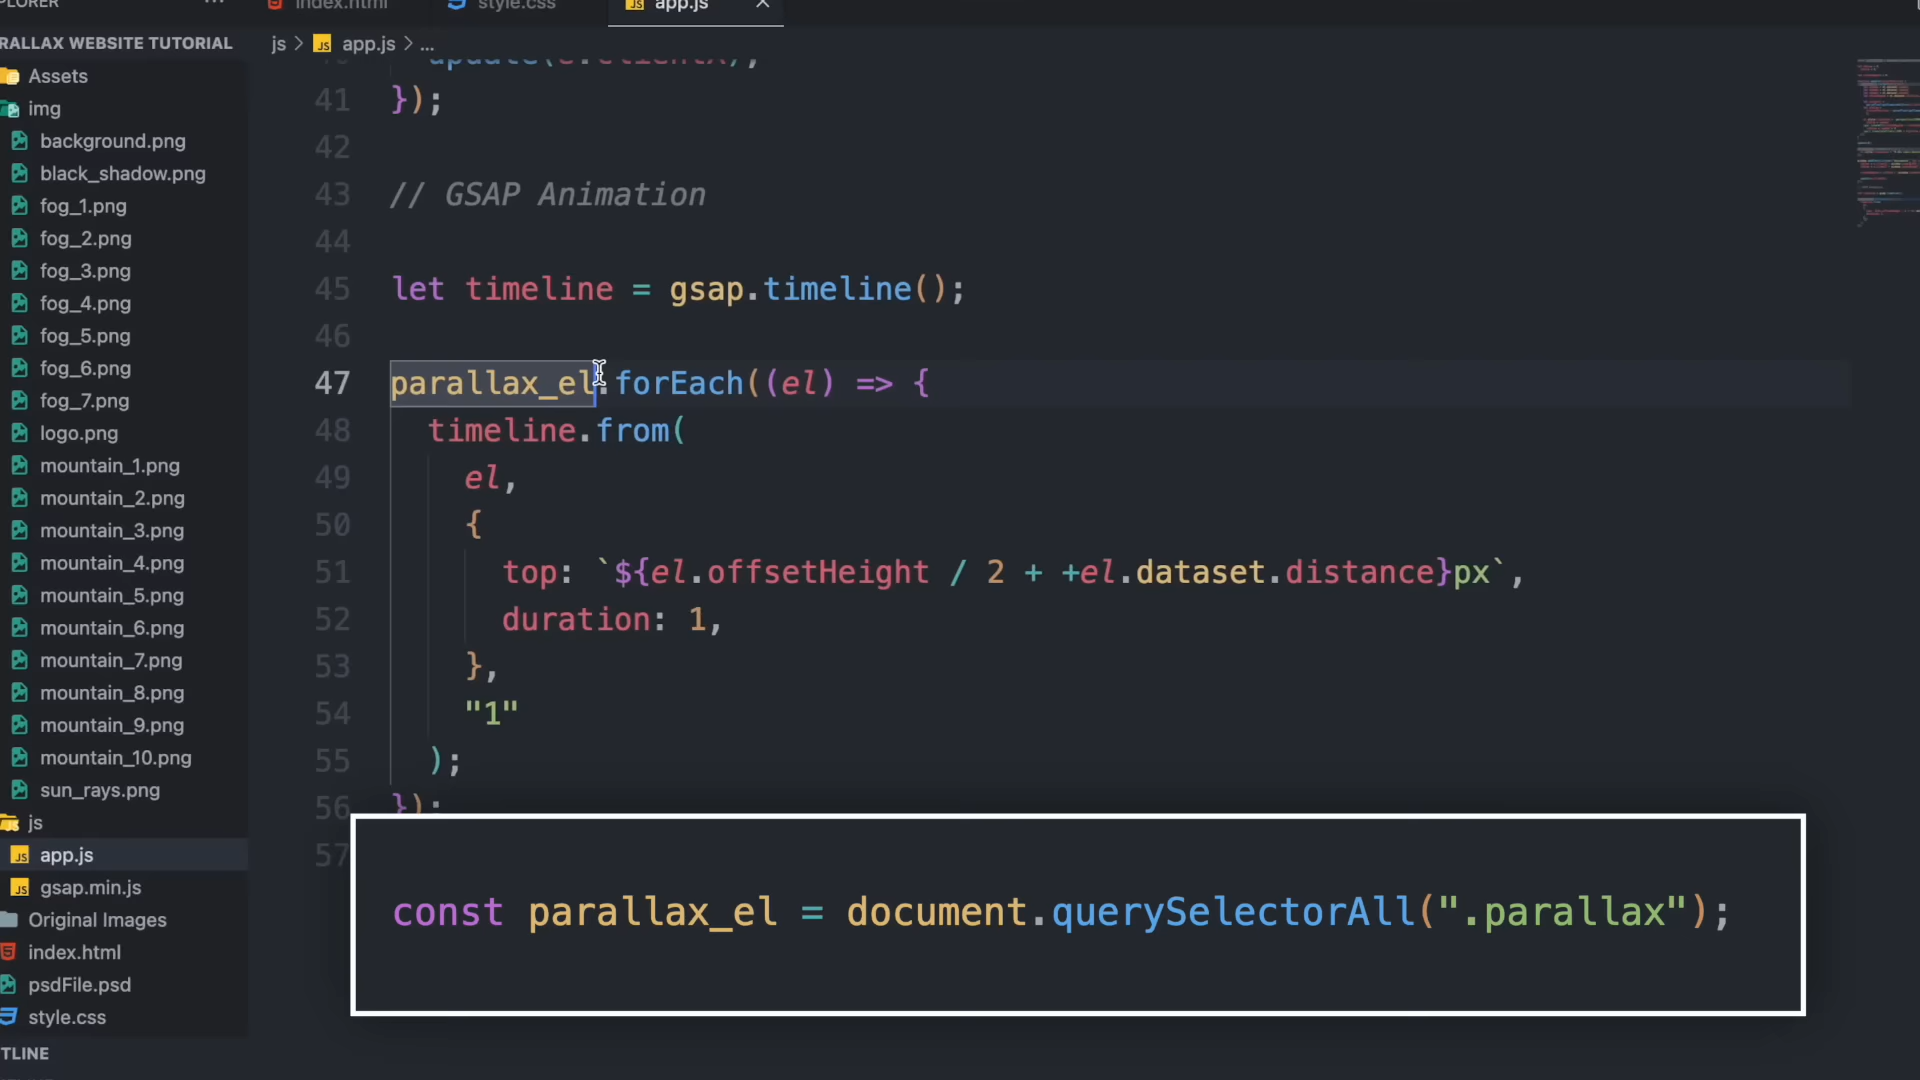 index.html
style.css
app.js
RALLAX WEBSITE TUTORIAL
js > app.js > ...
Assets
img
background.png
black_shadow.png
fog_1.png
fog_2.png
fog_3.png
fog_4.png
fog_5.png
fog_6.png
fog_7.png
logo.png
mountain_1.png
mountain_2.png
mountain_3.png
mountain_4.png
mountain_5.png
mountain_6.png
mountain_7.png
mountain_8.png
mountain_9.png
mountain_10.png
sun_rays.png
js
app.js
gsap.min.js
Original Images
index.html
psdFile.psd
style.css
TLINE
41 });
42
43 // GSAP Animation
44
45 let timeline = gsap.timeline();
46
47 parallax_el.forEach((el) => {
48 timeline.from(
49 el,
50 {
51 top: `${el.offsetHeight / 2 + +el.dataset.distance}px`,
52 duration: 1,
53 },
54 "1"
55 );
56 });
57
const parallax_el = document.querySelectorAll(".parallax");